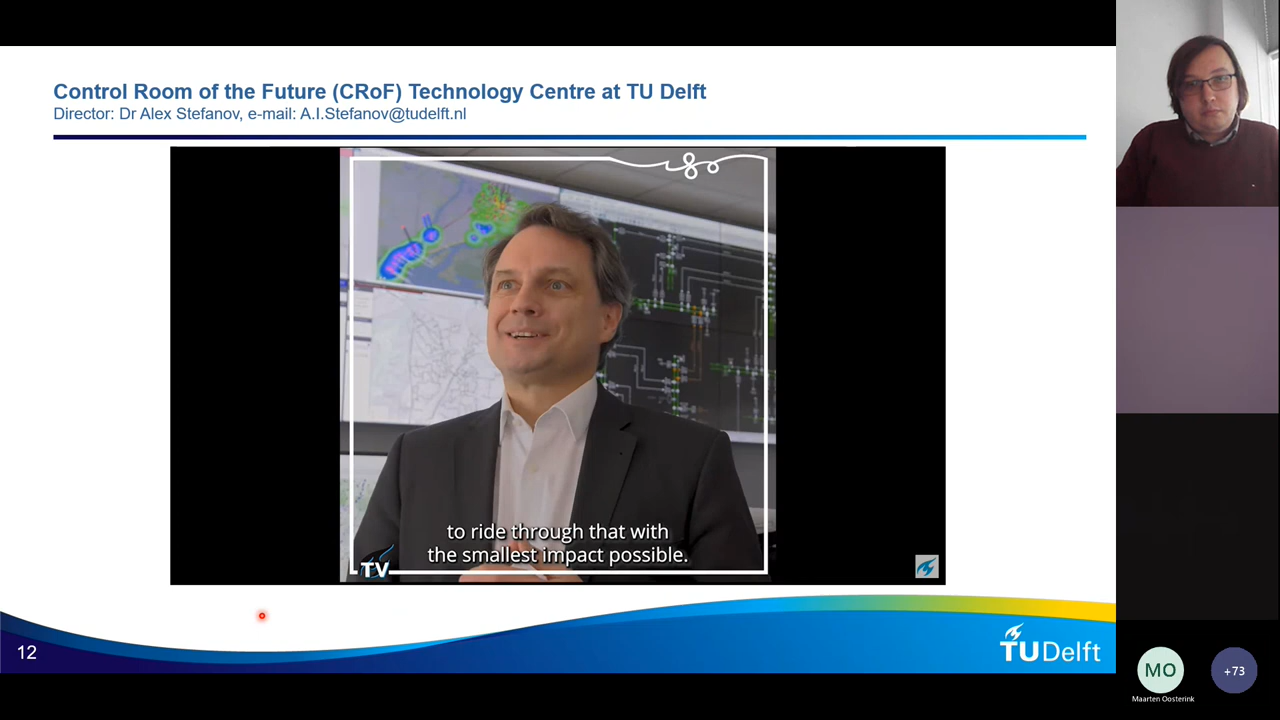 Control Room of the Future (CRoF) Technology Centre at TU Delft
Director: Dr Alex Stefanov, e-mail: A.I.Stefanov@tudelft.nl
to ride through that with
the smallest impact possible.
TV
12
TUDelft
MO
+73
Maarten Oosterink